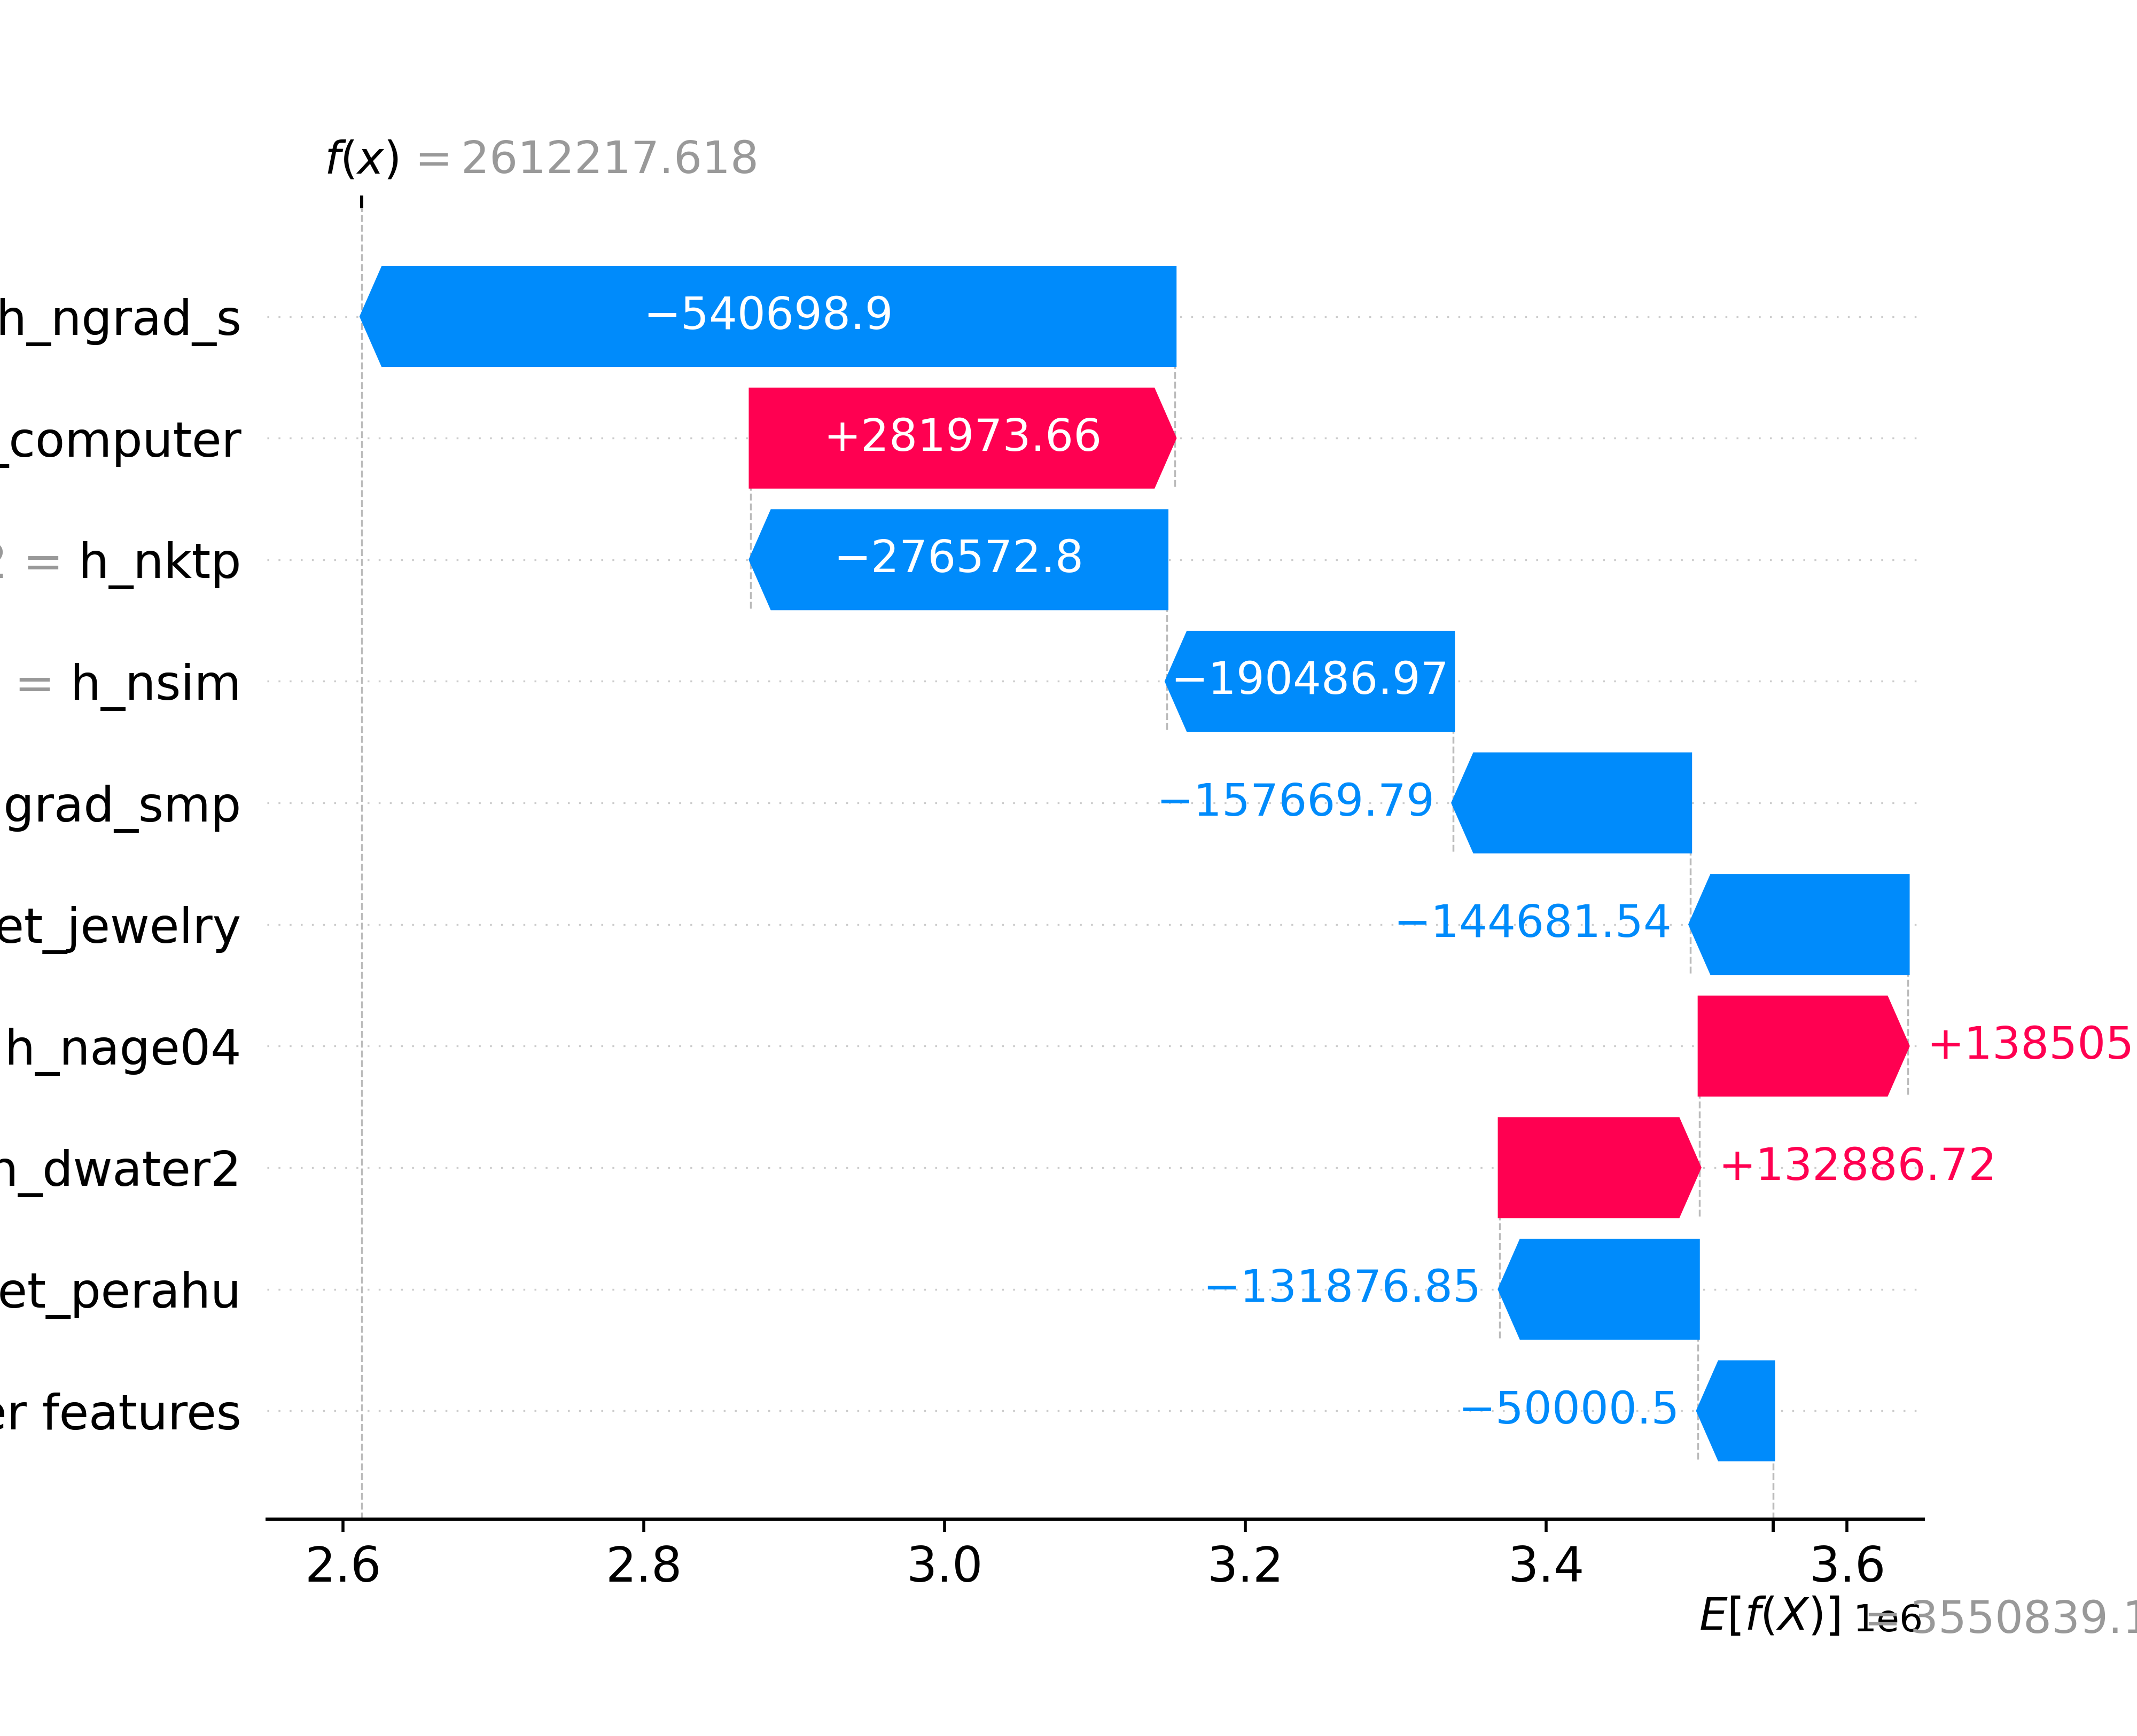 f(x) = 2612217.618
h_ngrad_s −540698.9
_computer +281973.66
= h_nktp −276572.8
= h_nsim −190486.97
grad_smp −157669.79
et_jewelry −144681.54
h_nage04 +138505
h_dwater2 +132886.72
et_perahu −131876.85
er features −50000.5
2.6 2.8 3.0 3.2 3.4 3.6
E[f(X)] = 3550839.1
1e6